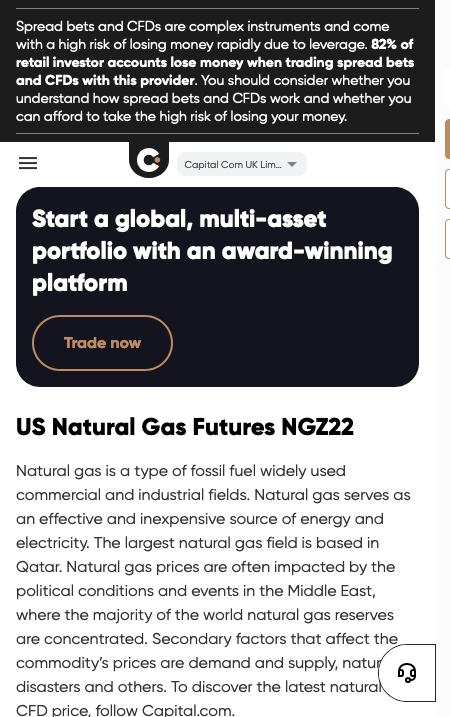 Spread bets and CFDs are complex instruments and come
with a high risk of losing money rapidly due to leverage. 82% of
retail investor accounts lose money when trading spread bets
and CFDs with this provider. You should consider whether you
understand how spread bets and CFDs work and whether you
can afford to take the high risk of losing your money.
Capital Com UK Lim...
Start a global, multi-asset
portfolio with an award-winning
platform
Trade now
US Natural Gas Futures NGZ22
Natural gas is a type of fossil fuel widely used
commercial and industrial fields. Natural gas serves as
an effective and inexpensive source of energy and
electricity. The largest natural gas field is based in
Qatar. Natural gas prices are often impacted by the
political conditions and events in the Middle East,
where the majority of the world natural gas reserves
are concentrated. Secondary factors that affect the
commodity's prices are demand and supply,
disasters and others. To discover the latest natural
CFD price, follow Capital.com.